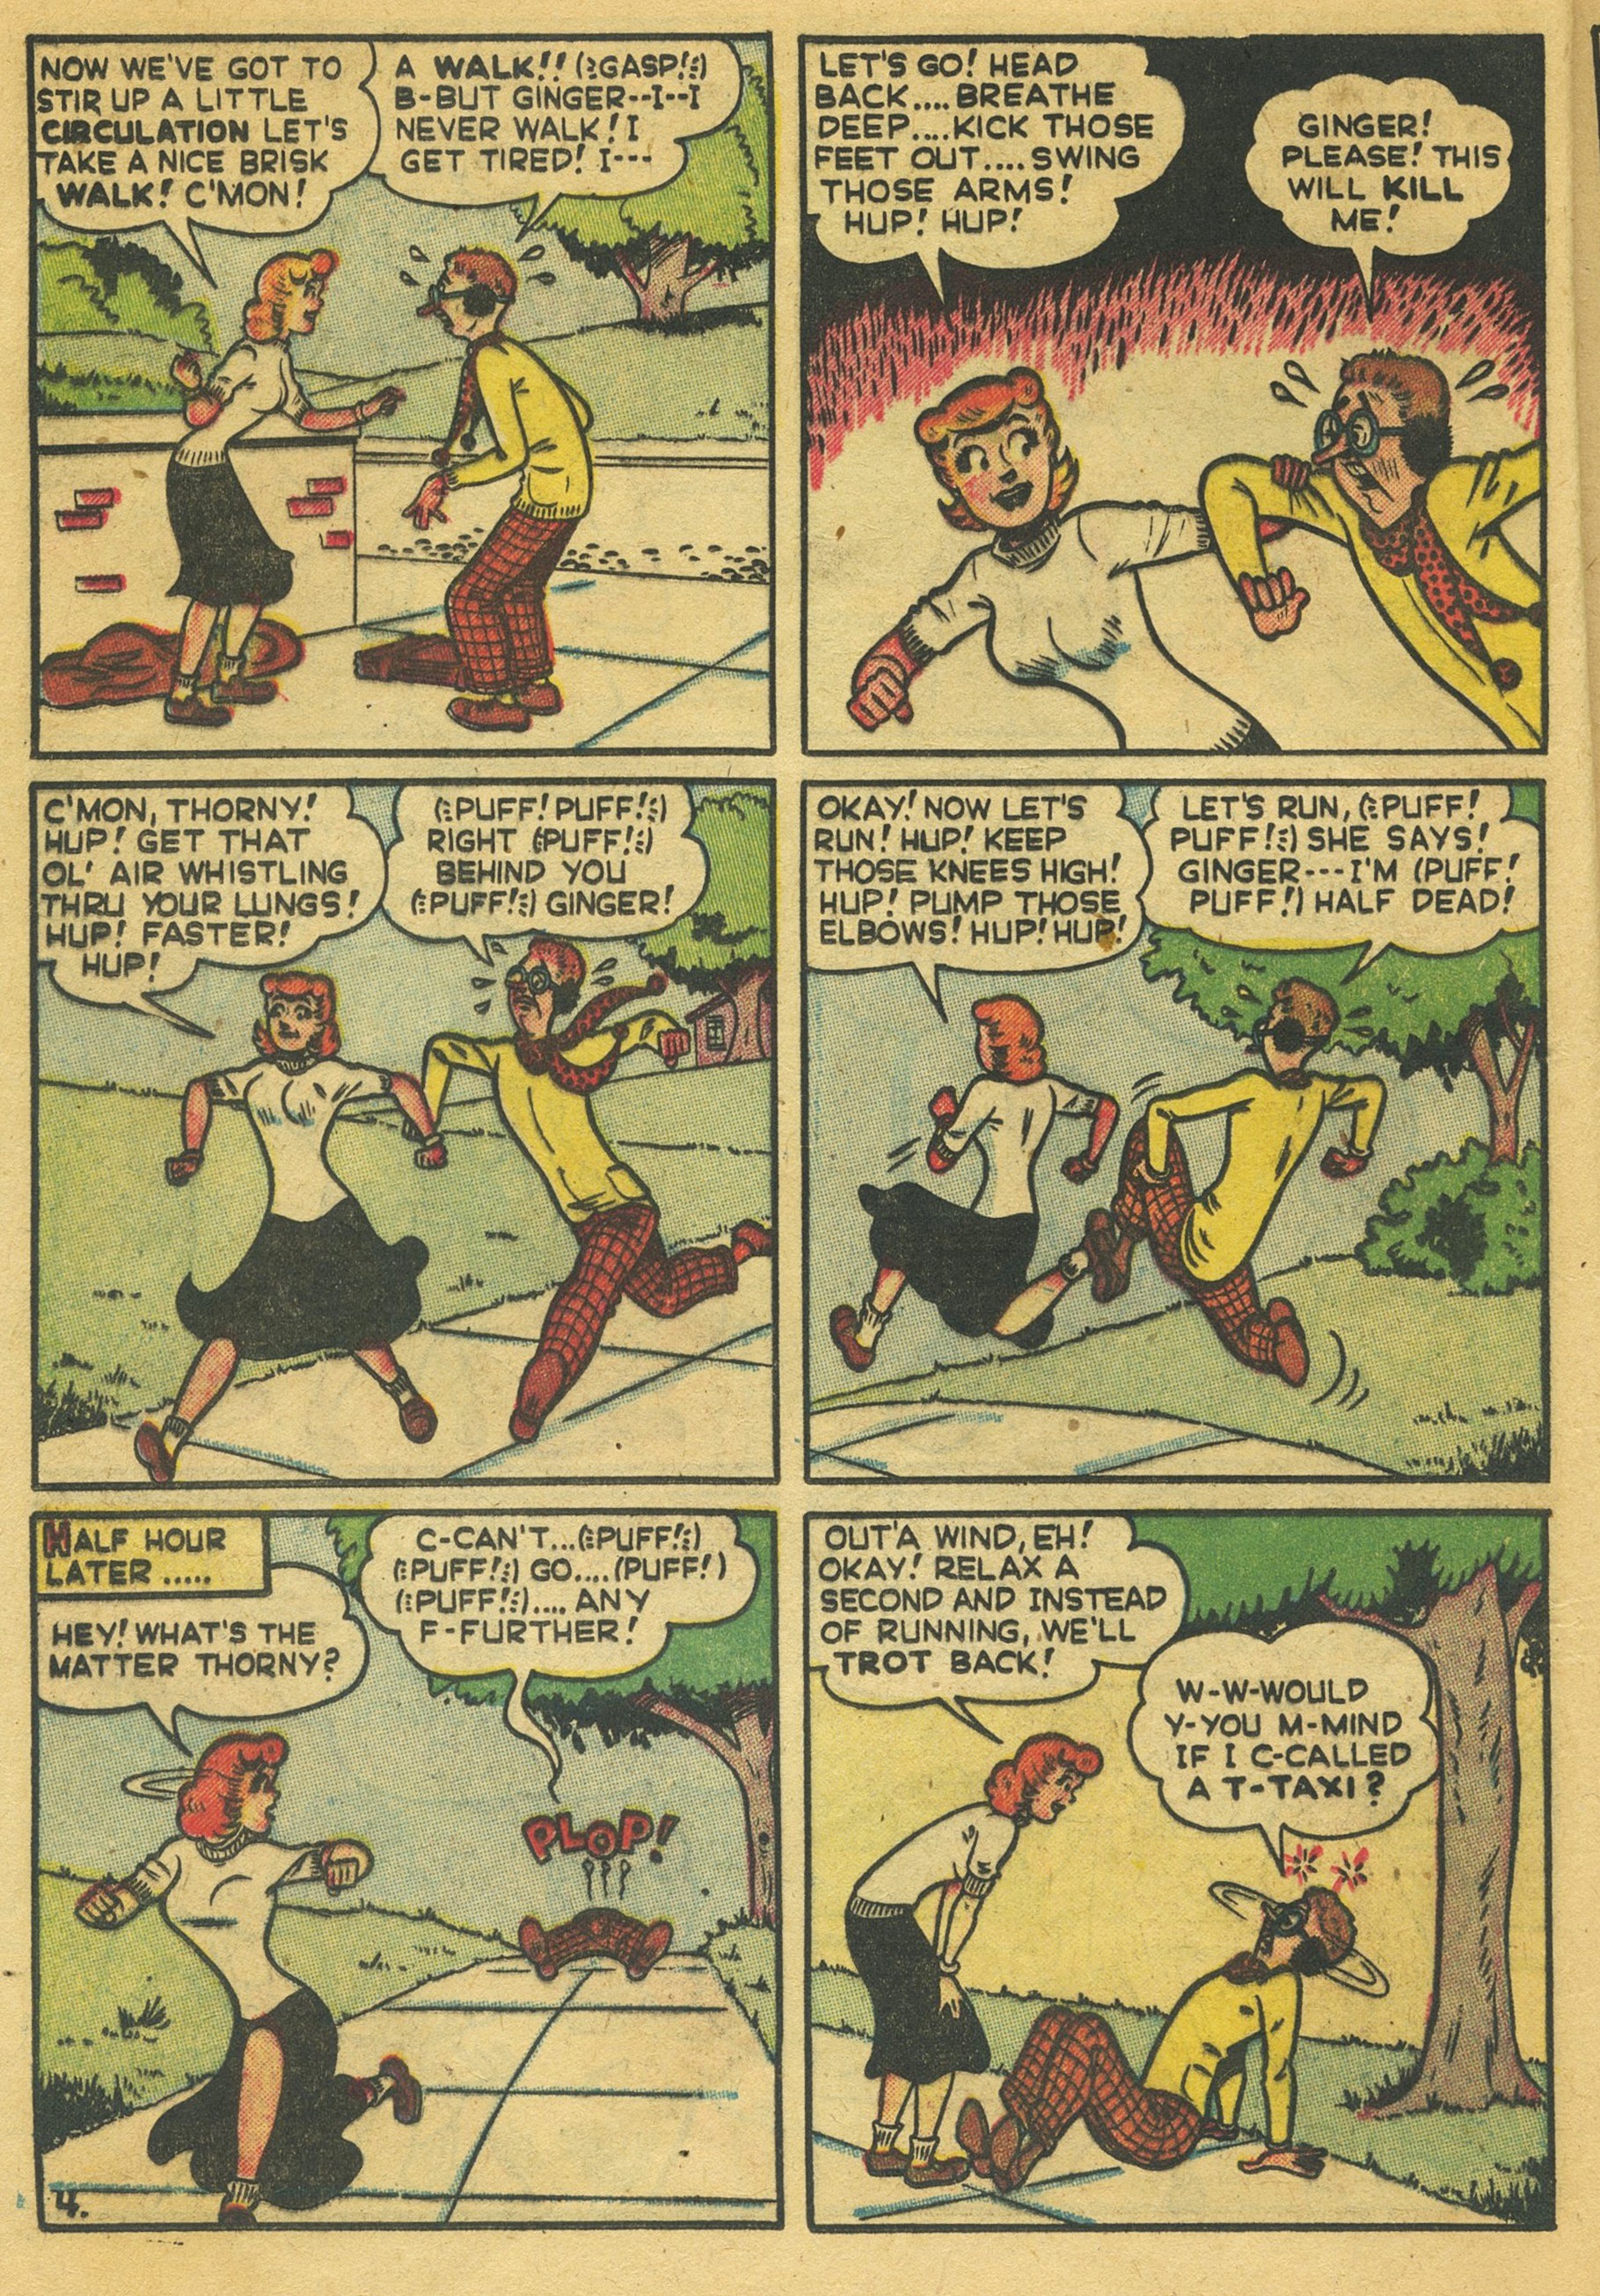 NOW WE'VE GOT TO
STIR UP A LITTLE
CIRCULATION LET'S
TAKE A NICE BRISK
WALK! C'MON!
A WALK!! (GASP!)
B-BUT GINGER--I--I
NEVER WALK! I
GET TIRED! I---
LET'S GO! HEAD
BACK.... BREATHE
DEEP....KICK THOSE
FEET OUT.... SWING
THOSE ARMS!
HUP! HUP!
GINGER!
PLEASE! THIS
WILL KILL
ME!
C'MON, THORNY!
HUP! GET THAT
OL' AIR WHISTLING
THRU YOUR LUNGS!
HUP! FASTER!
HUP!
(PUFF! PUFF!)
RIGHT (PUFF!)
BEHIND YOU
(PUFF!) GINGER!
OKAY! NOW LET'S
RUN! HUP! KEEP
THOSE KNEES HIGH!
HUP! PUMP THOSE
ELBOWS! HUP! HUP!
LET'S RUN, (PUFF!
PUFF!) SHE SAYS!
GINGER---I'M (PUFF!
PUFF!) HALF DEAD!
HALF HOUR
LATER .....
HEY! WHAT'S THE
MATTER THORNY?
C-CAN'T...(PUFF!)
(PUFF!) GO....(PUFF!)
(PUFF!).... ANY
F-FURTHER!
PLOP!
4.
OUT'A WIND, EH!
OKAY! RELAX A
SECOND AND INSTEAD
OF RUNNING, WE'LL
TROT BACK!
W-W-WOULD
Y-YOU M-MIND
IF I C-CALLED
A T-TAXI?